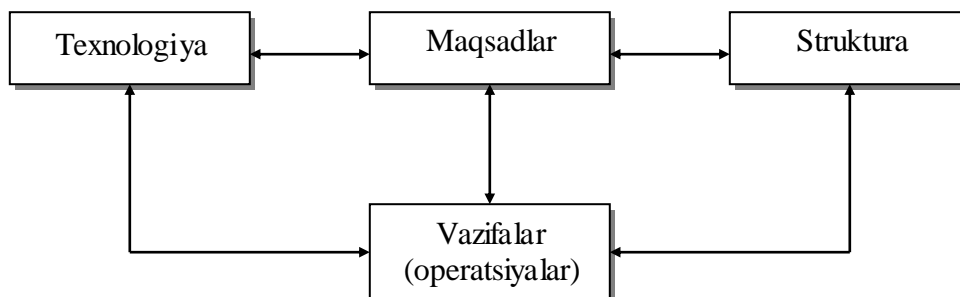 Texnologiya
Maqsadlar
Struktura
Vazifalar
(operatsiyalar)